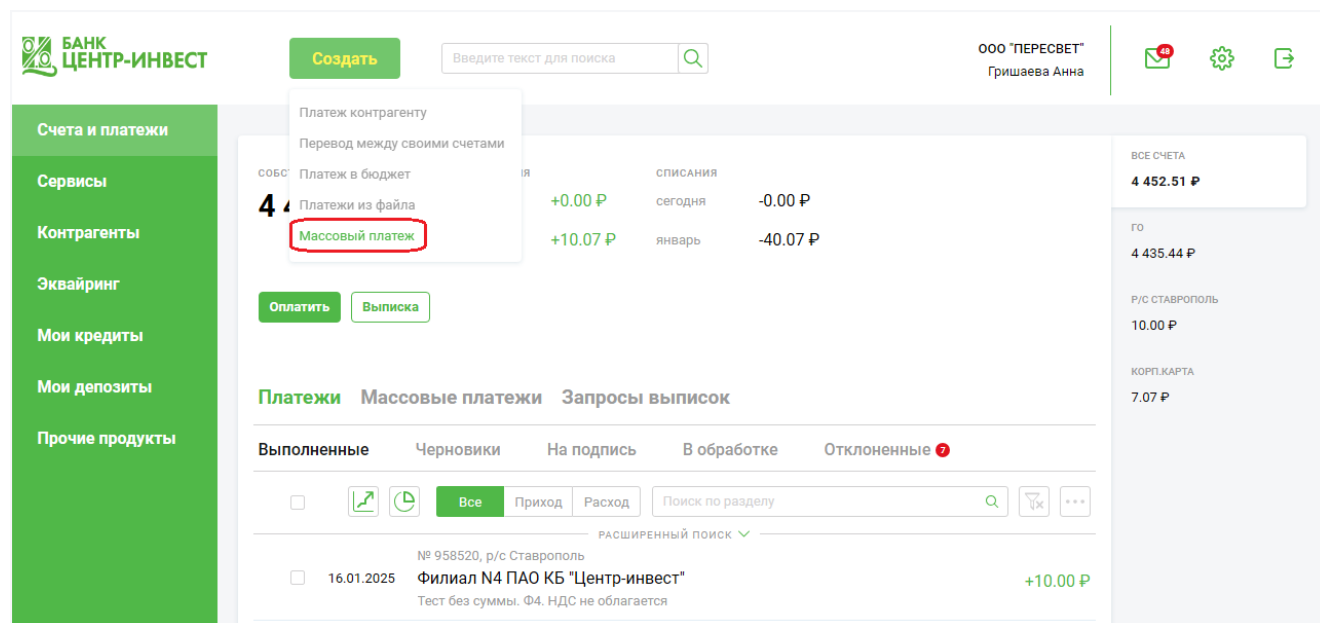 БАНК
ЦЕНТР-ИНВЕСТ
Создать
Введите текст для поиска
ООО "ПЕРЕСВЕТ"
Гришаева Анна
48
Платеж контрагенту
Перевод между своими счетами
Платеж в бюджет
Платежи из файла
Массовый платеж
Счета и платежи
Сервисы
Контрагенты
Эквайринг
Мои кредиты
Мои депозиты
Прочие продукты
СПИСАНИЯ
+0.00 ₽ сегодня -0.00 ₽
+10.07 ₽ январь -40.07 ₽
Оплатить Выписка
ВСЕ СЧЕТА
4 452.51 ₽
ГО
4 435.44 ₽
Р/С СТАВРОПОЛЬ
10.00 ₽
КОРП.КАРТА
7.07 ₽
Платежи Массовые платежи Запросы выписок
Выполненные Черновики На подпись В обработке Отклоненные 7
Все Приход Расход Поиск по разделу
РАСШИРЕННЫЙ ПОИСК
№ 958520, р/с Ставрополь
16.01.2025 Филиал N4 ПАО КБ "Центр-инвест" +10.00 ₽
Тест без суммы. Ф4. НДС не облагается